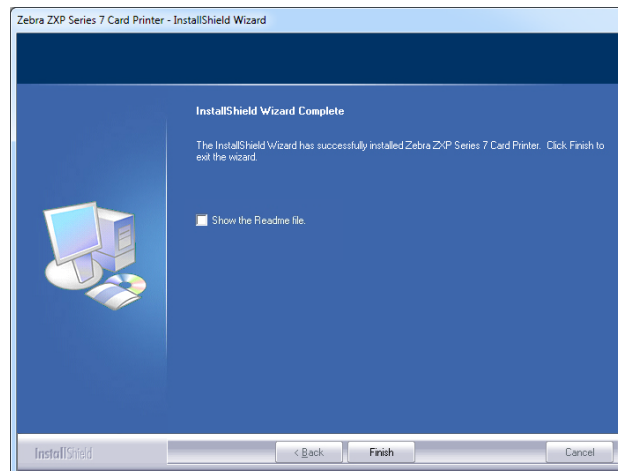 Zebra ZXP Series 7 Card Printer - InstallShield Wizard
InstallShield Wizard Complete
The InstallShield Wizard has successfully installed Zebra ZXP Series 7 Card Printer. Click Finish to
exit the wizard.
Show the Readme file.
InstallShield
< Back
Finish
Cancel